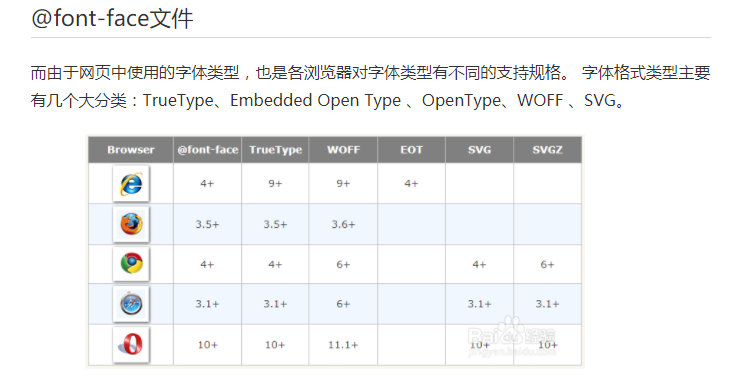 @font-face文件
而由于网页中使用的字体类型，也是各浏览器对字体类型有不同的支持规格。 字体格式类型主要
有几个大分类：TrueType、Embedded Open Type 、OpenType、WOFF 、SVG。
Browser @font-face TrueType WOFF EOT SVG SVGZ
4+ 9+ 9+ 4+
3.5+ 3.5+ 3.6+
4+ 4+ 6+ 4+ 6+
3.1+ 3.1+ 6+ 3.1+ 3.1+
10+ 10+ 11.1+ 10+ 10+
Bai 经验
jingyan.baidu.com